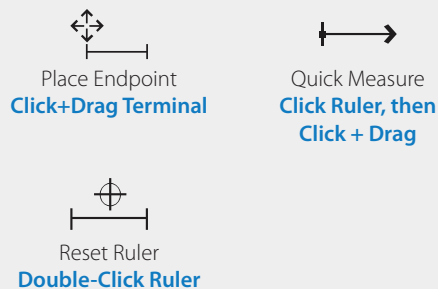 Place Endpoint
Click+Drag Terminal
Quick Measure
Click Ruler, then
Click + Drag
Reset Ruler
Double-Click Ruler